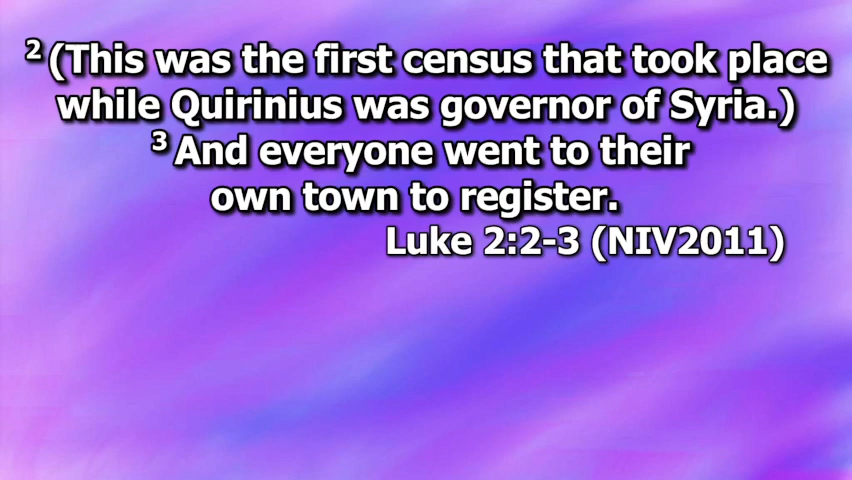 2 (This was the first census that took place
while Quirinius was governor of Syria.)
3 And everyone went to their
own town to register.
Luke 2:2-3 (NIV2011)